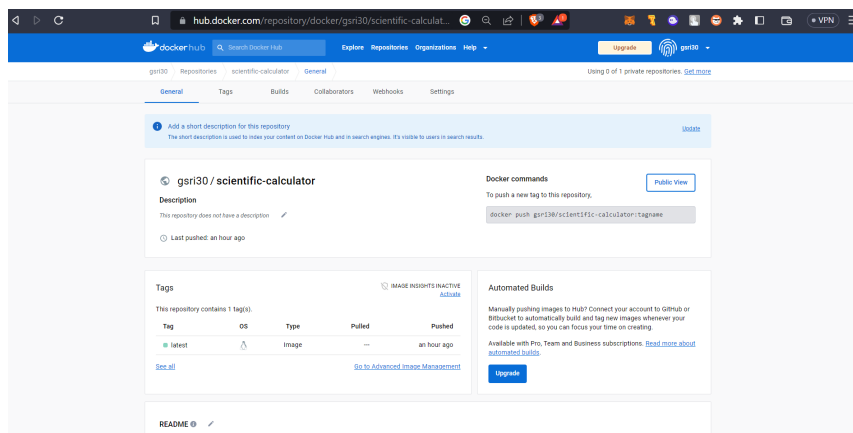 hub.docker.com/repository/docker/gsri30/scientific-calculat...
VPN
docker hub
Search Docker Hub
Explore Repositories Organizations Help
Upgrade
gsri30
gsri30 Repositories scientific-calculator General
Using 0 of 1 private repositories. Get more
General Tags Builds Collaborators Webhooks Settings
Add a short description for this repository
Update
The short description is used to index your content on Docker Hub and in search engines. It's visible to users in search results.
gsri30 / scientific-calculator
Description
This repository does not have a description
Last pushed: an hour ago
Docker commands
Public View
To push a new tag to this repository,
docker push gsri30/scientific-calculator:tagname
Tags
IMAGE INSIGHTS INACTIVE
Activate
This repository contains 1 tag(s).
Tag OS Type Pulled Pushed
latest Image --- an hour ago
See all
Go to Advanced Image Management
Automated Builds
Manually pushing images to Hub? Connect your account to GitHub or
Bitbucket to automatically build and tag new images whenever your
code is updated, so you can focus your time on creating.
Available with Pro, Team and Business subscriptions. Read more about
automated builds.
Upgrade
README